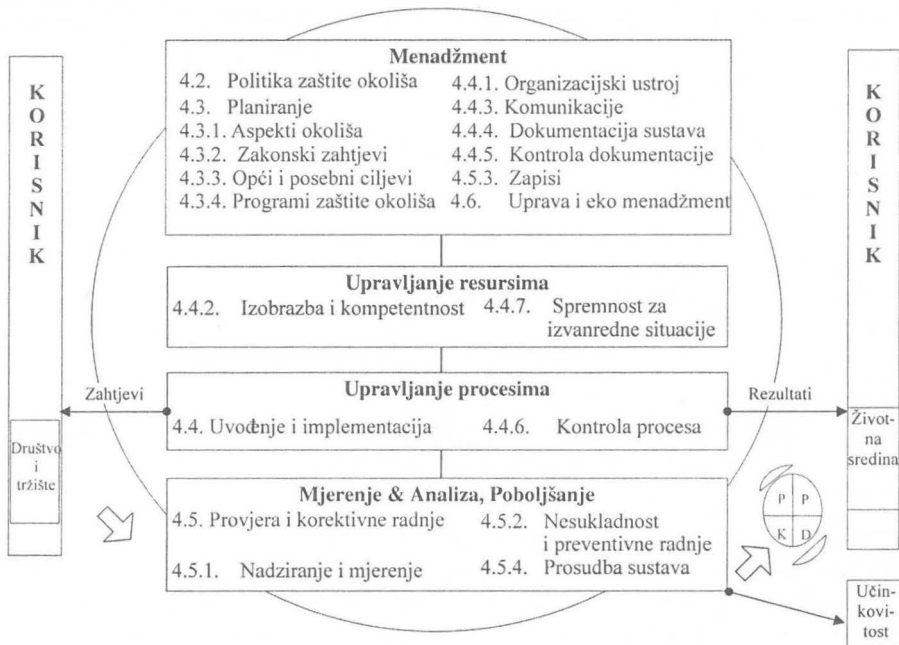 KORISNIK
Menadžment
4.2. Politika zaštite okoliša
4.3. Planiranje
4.3.1. Aspekti okoliša
4.3.2. Zakonski zahtjevi
4.3.3. Opći i posebni ciljevi
4.3.4. Programi zaštite okoliša
4.4.1. Organizacijski ustroj
4.4.3. Komunikacije
4.4.4. Dokumentacija sustava
4.4.5. Kontrola dokumentacije
4.5.3. Zapisi
4.6. Uprava i eko menadžment
KORISNIK
Upravljanje resursima
4.4.2. Izobrazba i kompetentnost
4.4.7. Spremnost za
izvanredne situacije
Zahtjevi
Upravljanje procesima
4.4. Uvođenje i implementacija
4.4.6. Kontrola procesa
Rezultati
Društvo
i
tržište
Život-
na
sredina
Mjerenje & Analiza, Poboljšanje
4.5. Provjera i korektivne radnje
4.5.1. Nadziranje i mjerenje
4.5.2. Nesukladnost
i preventivne radnje
4.5.4. Prosudba sustava
P P
K D
Učin-
kovi-
tost